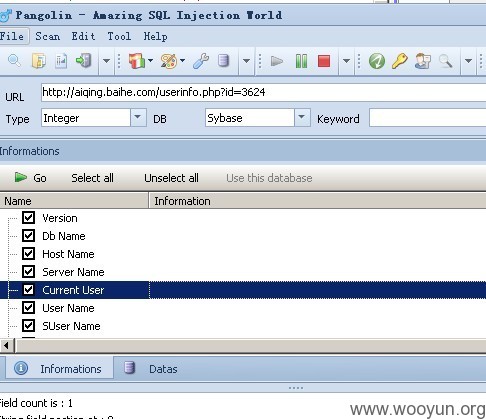 Pangolin - Amazing SQL Injection World
File Scan Edit Tool Help
URL http://aiqing.baihe.com/userinfo.php?id=3624
Type Integer DB Sybase Keyword
Informations
Go Select all Unselect all Use this database
Name Information
Version
Db Name
Host Name
Server Name
Current User
User Name
SUser Name
Informations Datas
ield count is : 1
www.wooyun.org